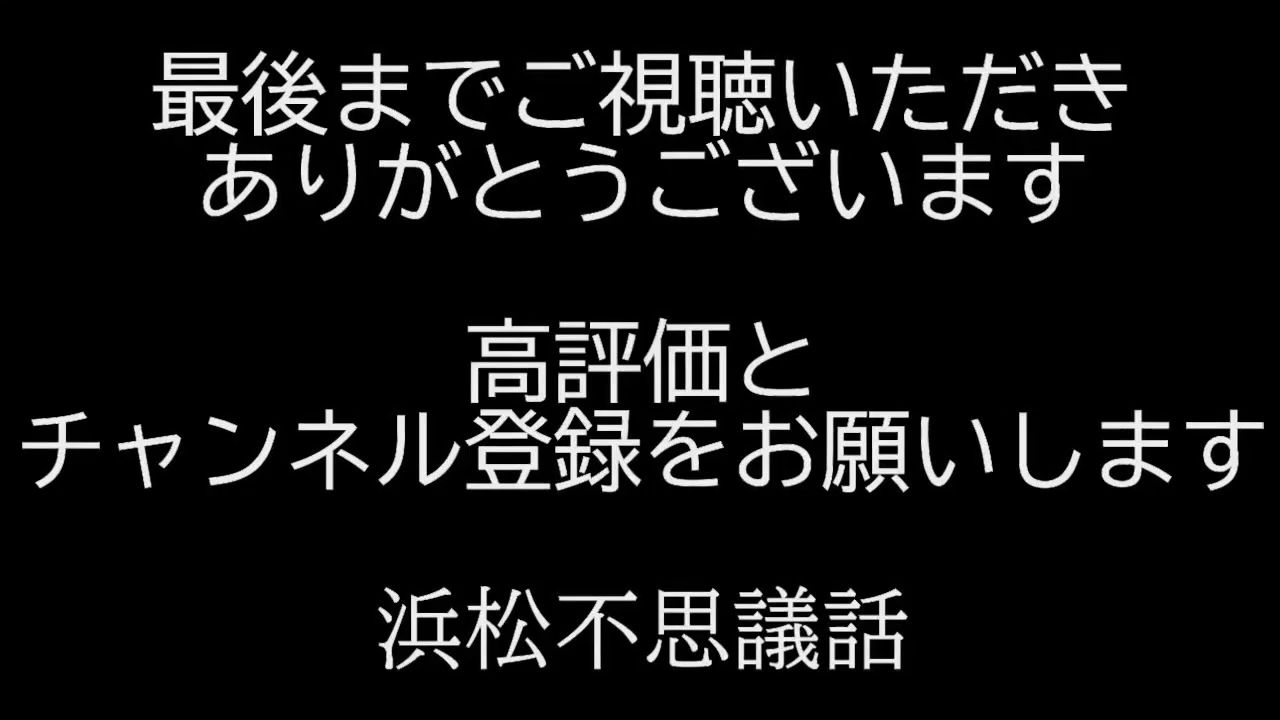 最後までご視聴いただき
ありがとうございます
高評価と
チャンネル登録をお願いします
浜松不思議話